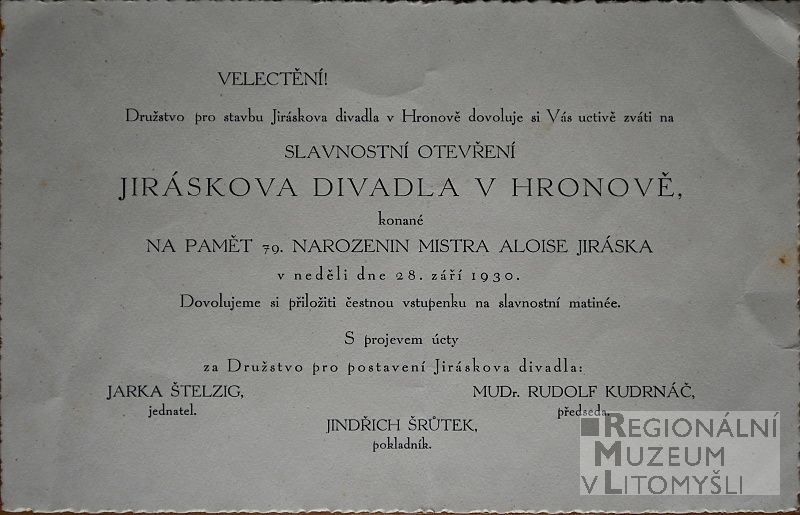 VELECTĚNÍ!
Družstvo pro stavbu Jiráskova divadla v Hronově dovoluje si Vás uctivě zváti na
SLAVNOSTNÍ OTEVŘENÍ
JIRÁSKOVA DIVADLA V HRONOVĚ,
konané
NA PAMĚT 79. NAROZENIN MISTRA ALOISE JIRÁSKA
v neděli dne 28. září 1930.
Dovolujeme si přiložiti čestnou vstupenku na slavnostní matinée.
S projevem úcty
za Družstvo pro postavení Jiráskova divadla:
JARKA ŠTELZIG,
jednatel.
MUDr. RUDOLF KUDRNÁČ,
předseda.
JINDŘICH ŠRŮTEK,
pokladník.
REGIONÁLNÍ
MUZEUM
V LITOMYŠLI